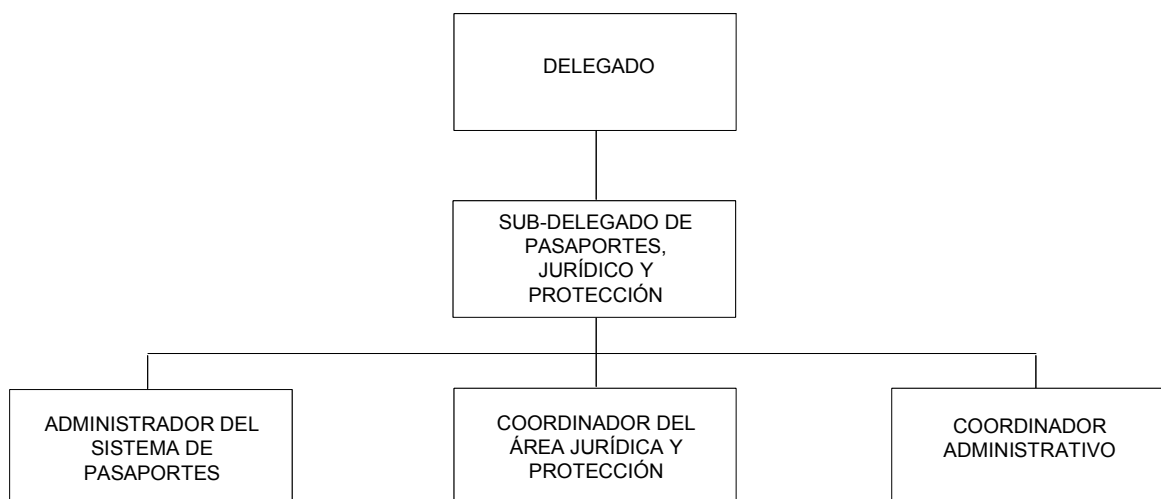 DELEGADO
SUB-DELEGADO DE
PASAPORTES,
JURÍDICO Y
PROTECCIÓN
ADMINISTRADOR DEL
SISTEMA DE
PASAPORTES
COORDINADOR DEL
ÁREA JURÍDICA Y
PROTECCIÓN
COORDINADOR
ADMINISTRATIVO